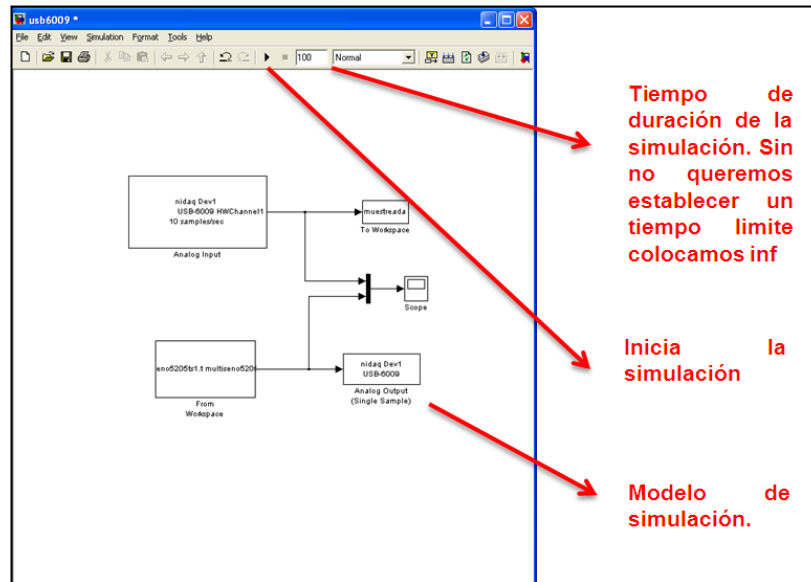 usb6009 *
File Edit View Simulation Format Tools Help
100 Normal
nidaq Dev1
USB-6009 HWChannel1
10 samples/sec
Analog Input
muestreada
To Workspace
Scope
eno5205ts1.t multiseno520
From
Workspace
nidaq Dev1
USB-6009
Analog Output
(Single Sample)
Tiempo de
duración de la
simulación. Sin
no queremos
establecer un
tiempo limite
colocamos inf
Inicia la
simulación
Modelo de
simulación.